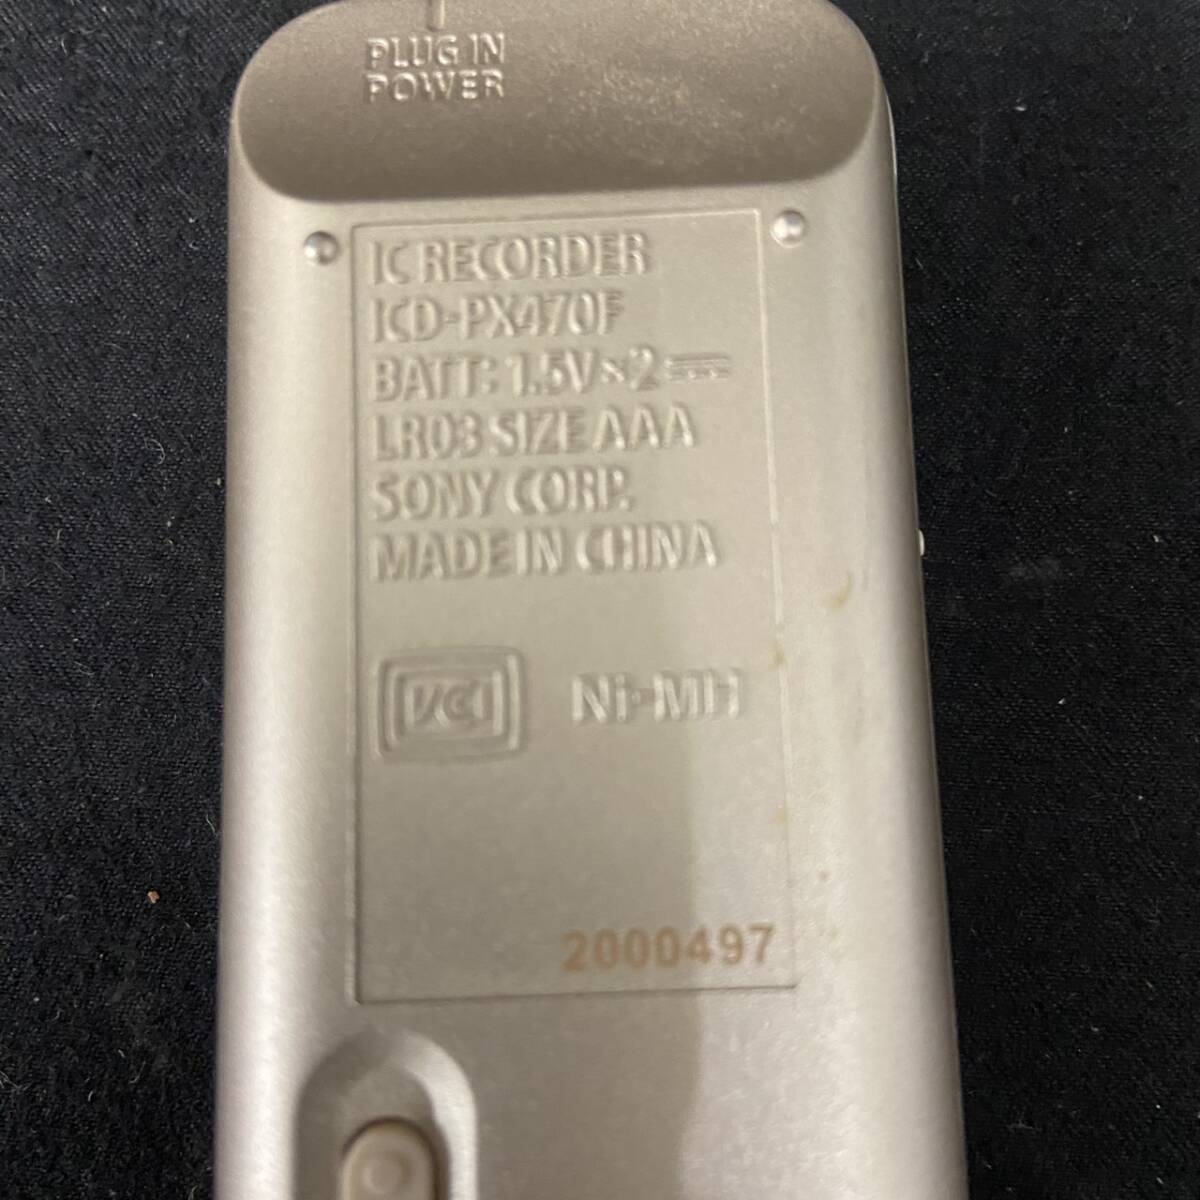 PLUG IN
POWER
IC RECORDER
ICD-PX470F
BATT: 1.5V×2⎓
LR03 SIZE AAA
SONY CORP.
MADE IN CHINA
VCI
Ni-MH
2000497